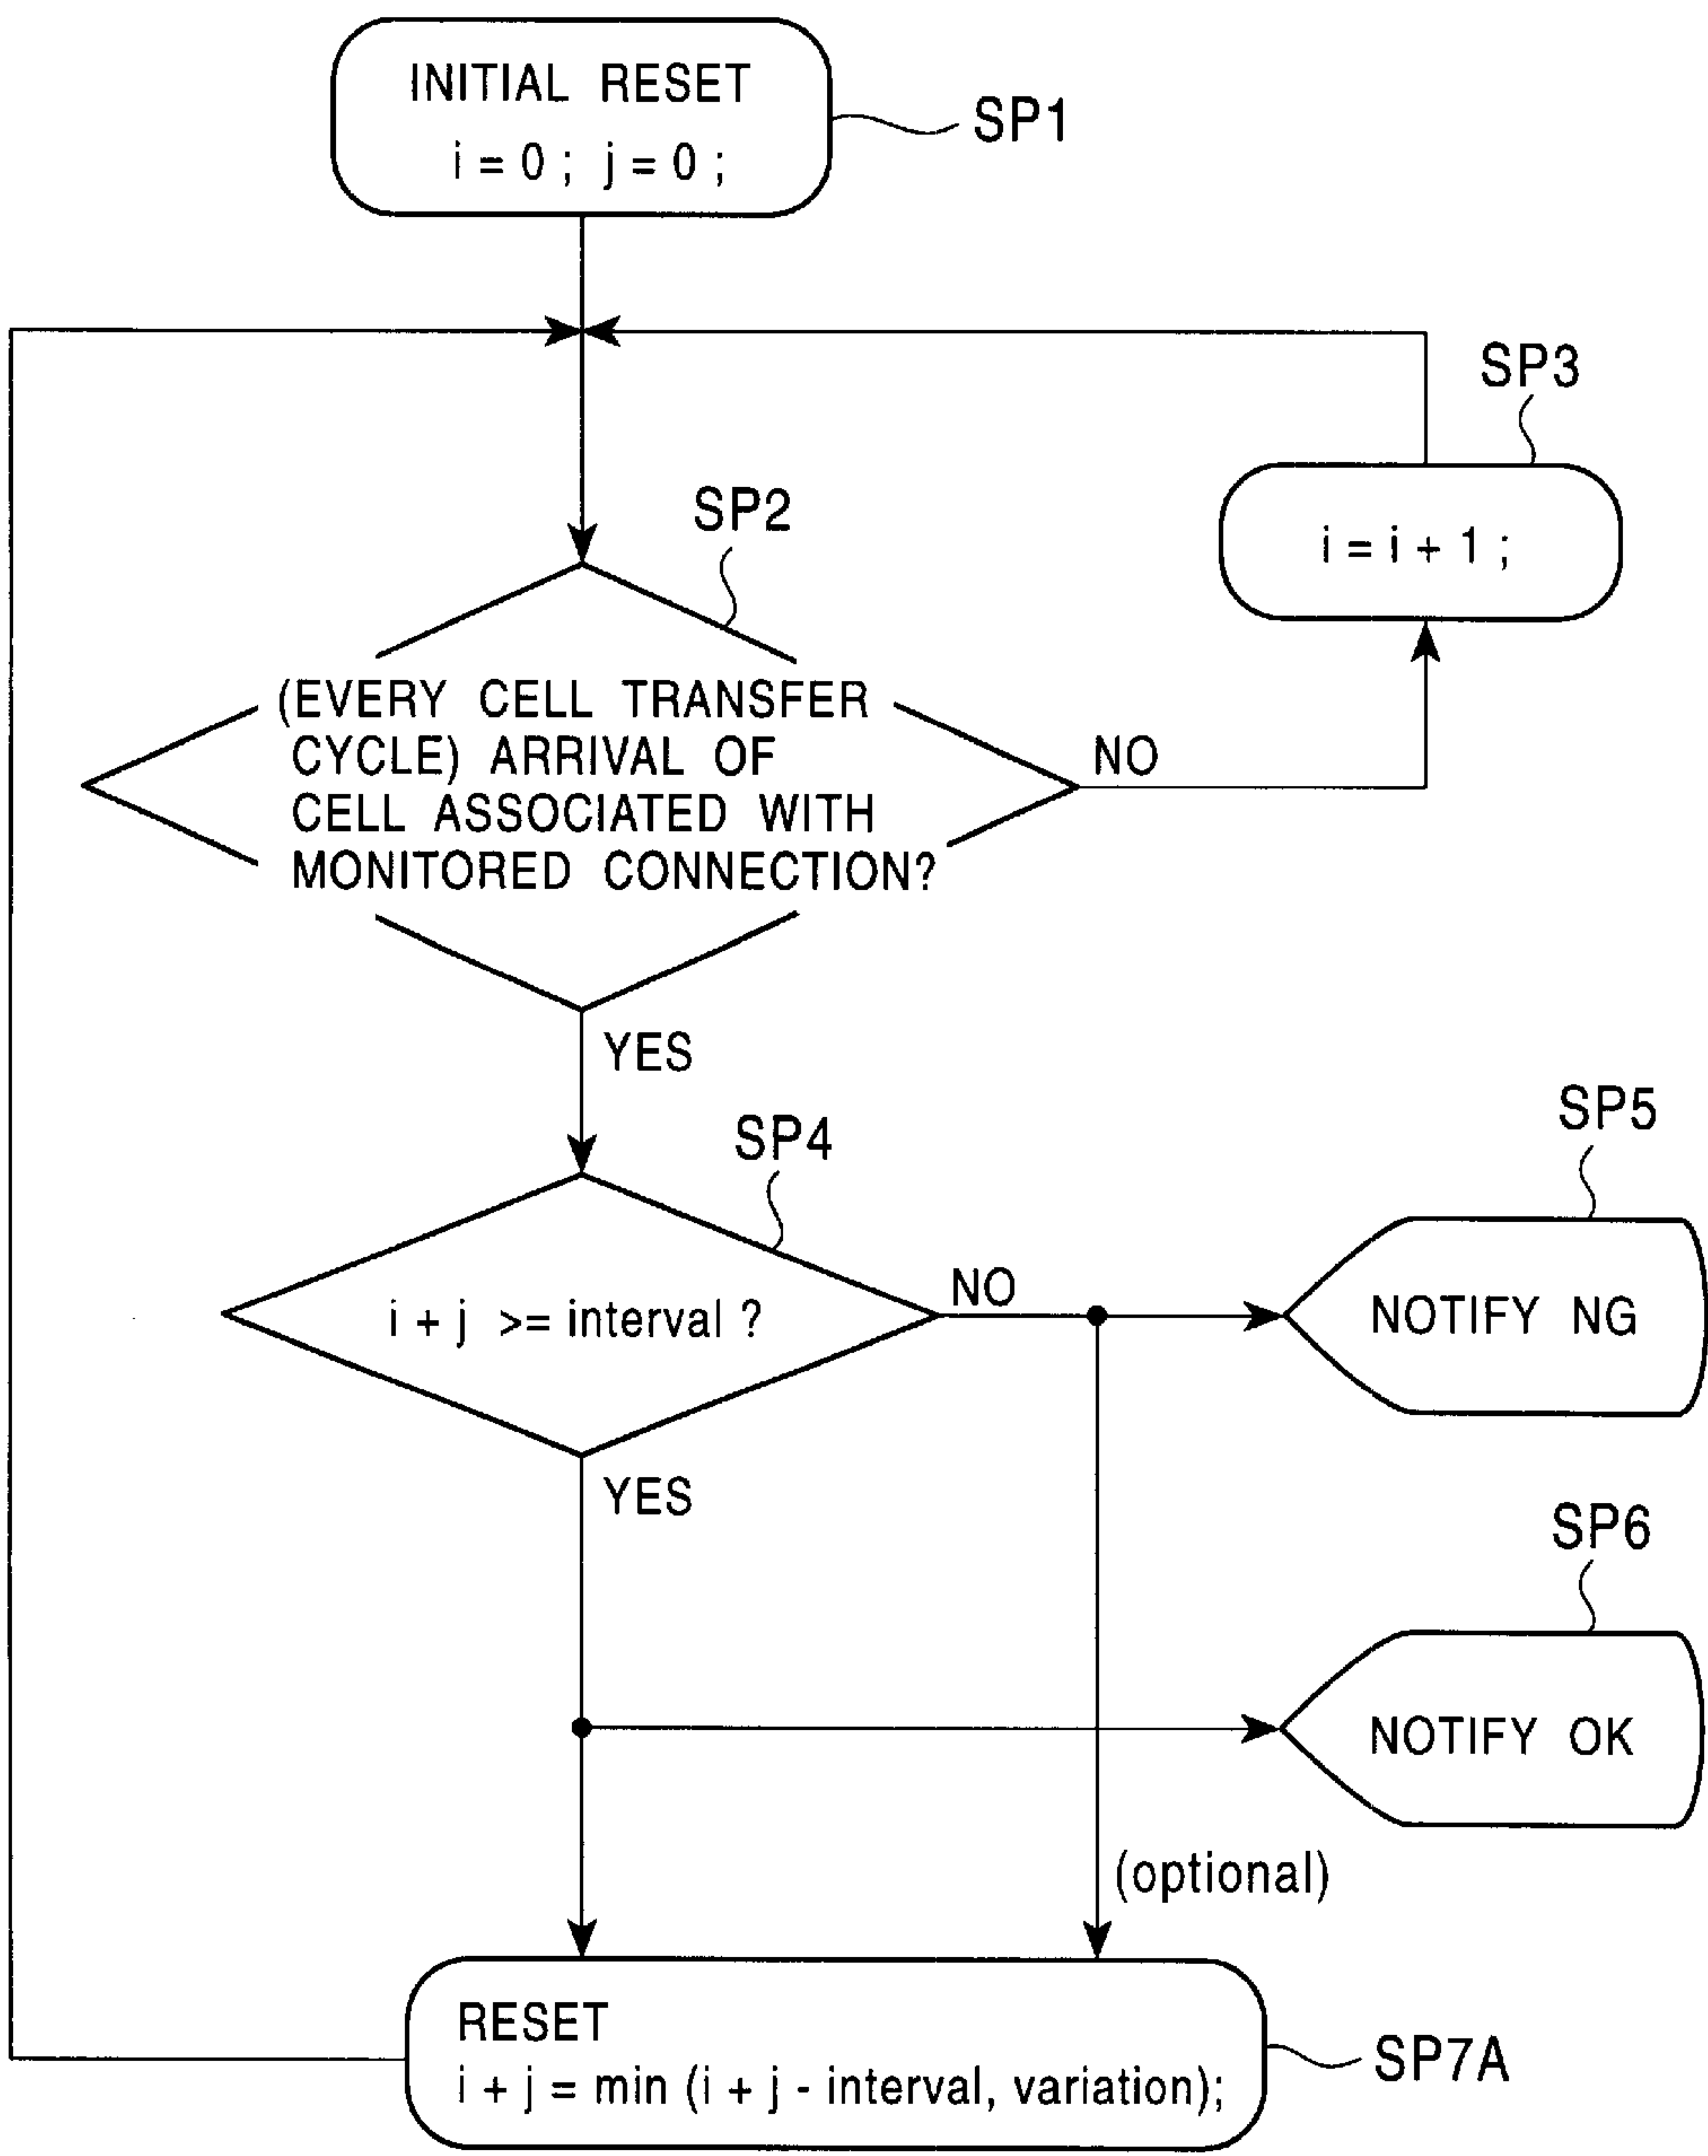 INITIAL RESET
i = 0 ; j = 0 ;
SP1
SP3
i = i + 1 ;
SP2
(EVERY CELL TRANSFER
CYCLE) ARRIVAL OF
CELL ASSOCIATED WITH
MONITORED CONNECTION?
NO
YES
SP4
i + j >= interval ?
NO
SP5
NOTIFY NG
YES
SP6
NOTIFY OK
(optional)
RESET
i + j = min (i + j - interval, variation);
SP7A